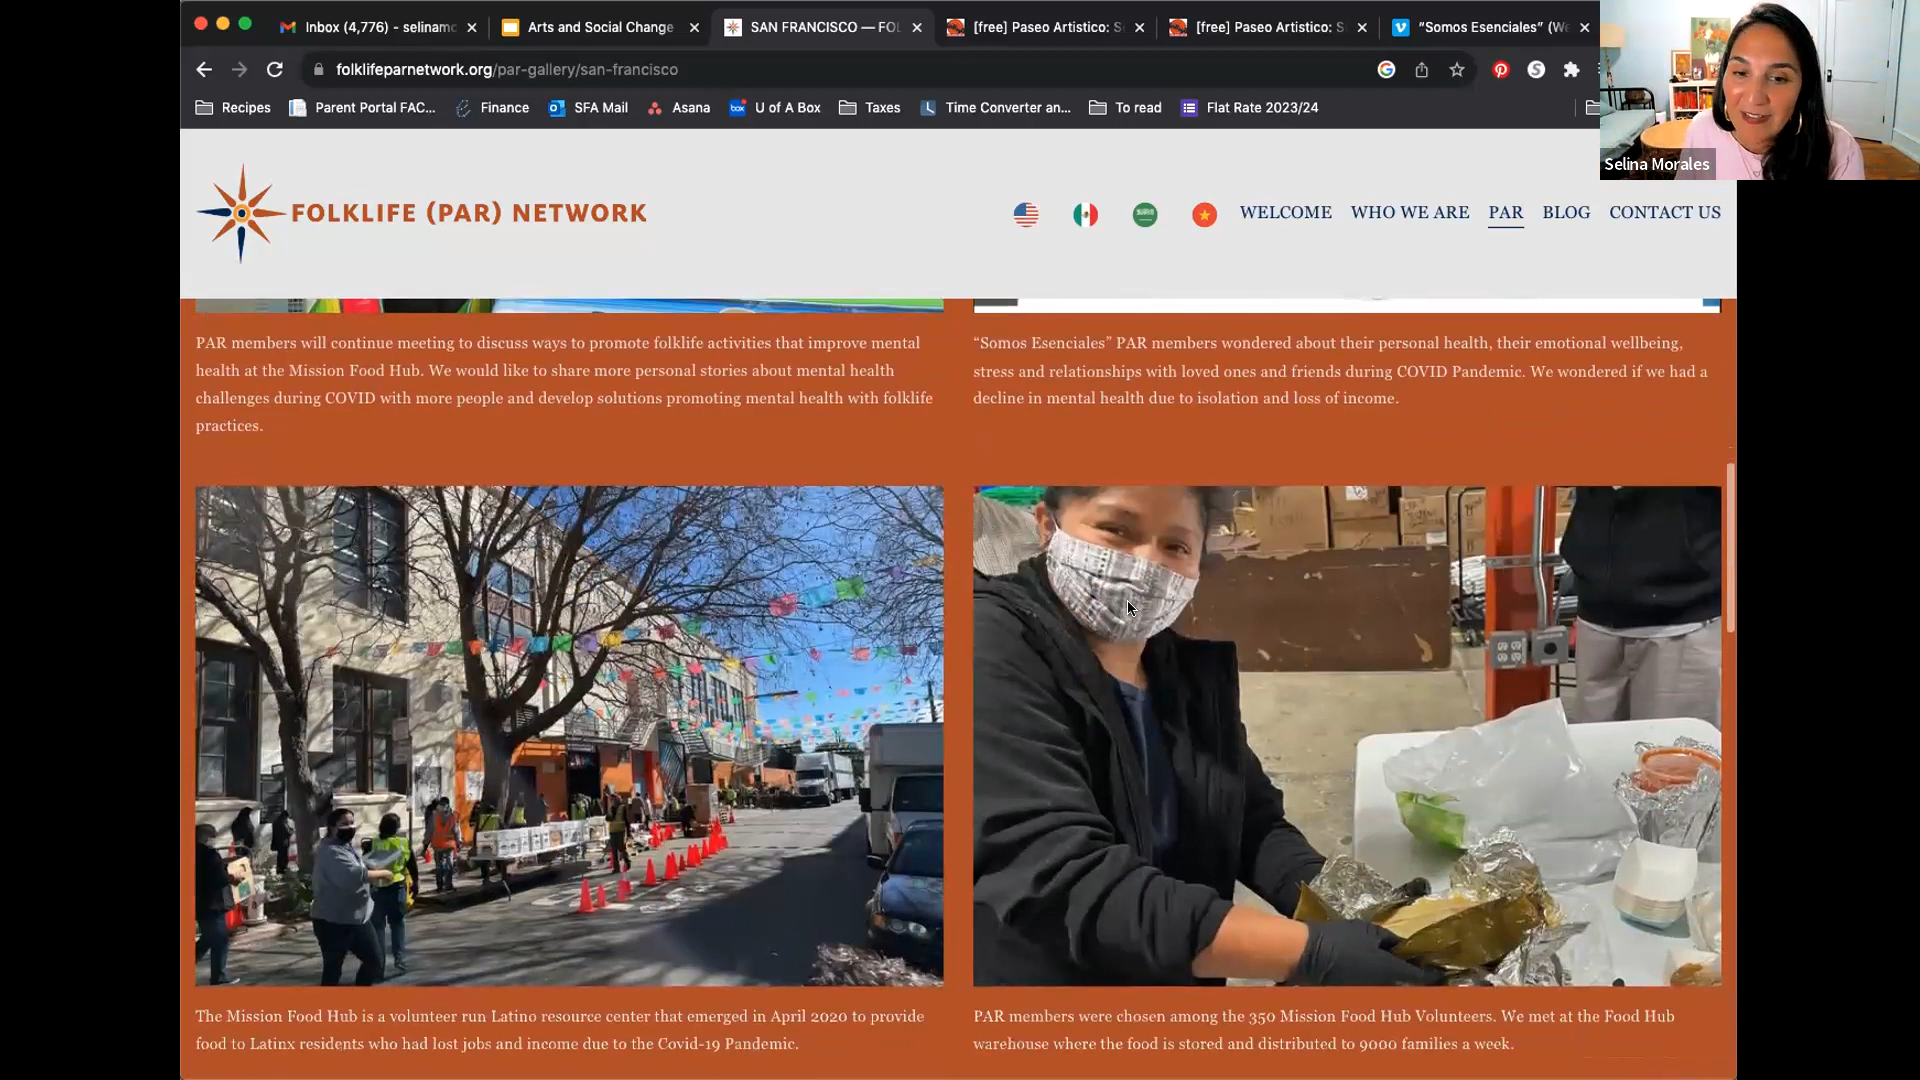 Inbox (4,776) - selinamo
Arts and Social Change
SAN FRANCISCO — FOL
[free] Paseo Artistico: S
[free] Paseo Artistico: S
“Somos Esenciales” (We
folklifeparnetwork.org/par-gallery/san-francisco
Recipes
Parent Portal FAC...
Finance
SFA Mail
Asana
U of A Box
Taxes
Time Converter an...
To read
Flat Rate 2023/24
Selina Morales
FOLKLIFE (PAR) NETWORK
WELCOME
WHO WE ARE
PAR
BLOG
CONTACT US
PAR members will continue meeting to discuss ways to promote folklife activities that improve mental
health at the Mission Food Hub. We would like to share more personal stories about mental health
challenges during COVID with more people and develop solutions promoting mental health with folklife
practices.
“Somos Esenciales” PAR members wondered about their personal health, their emotional wellbeing,
stress and relationships with loved ones and friends during COVID Pandemic. We wondered if we had a
decline in mental health due to isolation and loss of income.
The Mission Food Hub is a volunteer run Latino resource center that emerged in April 2020 to provide
food to Latinx residents who had lost jobs and income due to the Covid-19 Pandemic.
PAR members were chosen among the 350 Mission Food Hub Volunteers. We met at the Food Hub
warehouse where the food is stored and distributed to 9000 families a week.